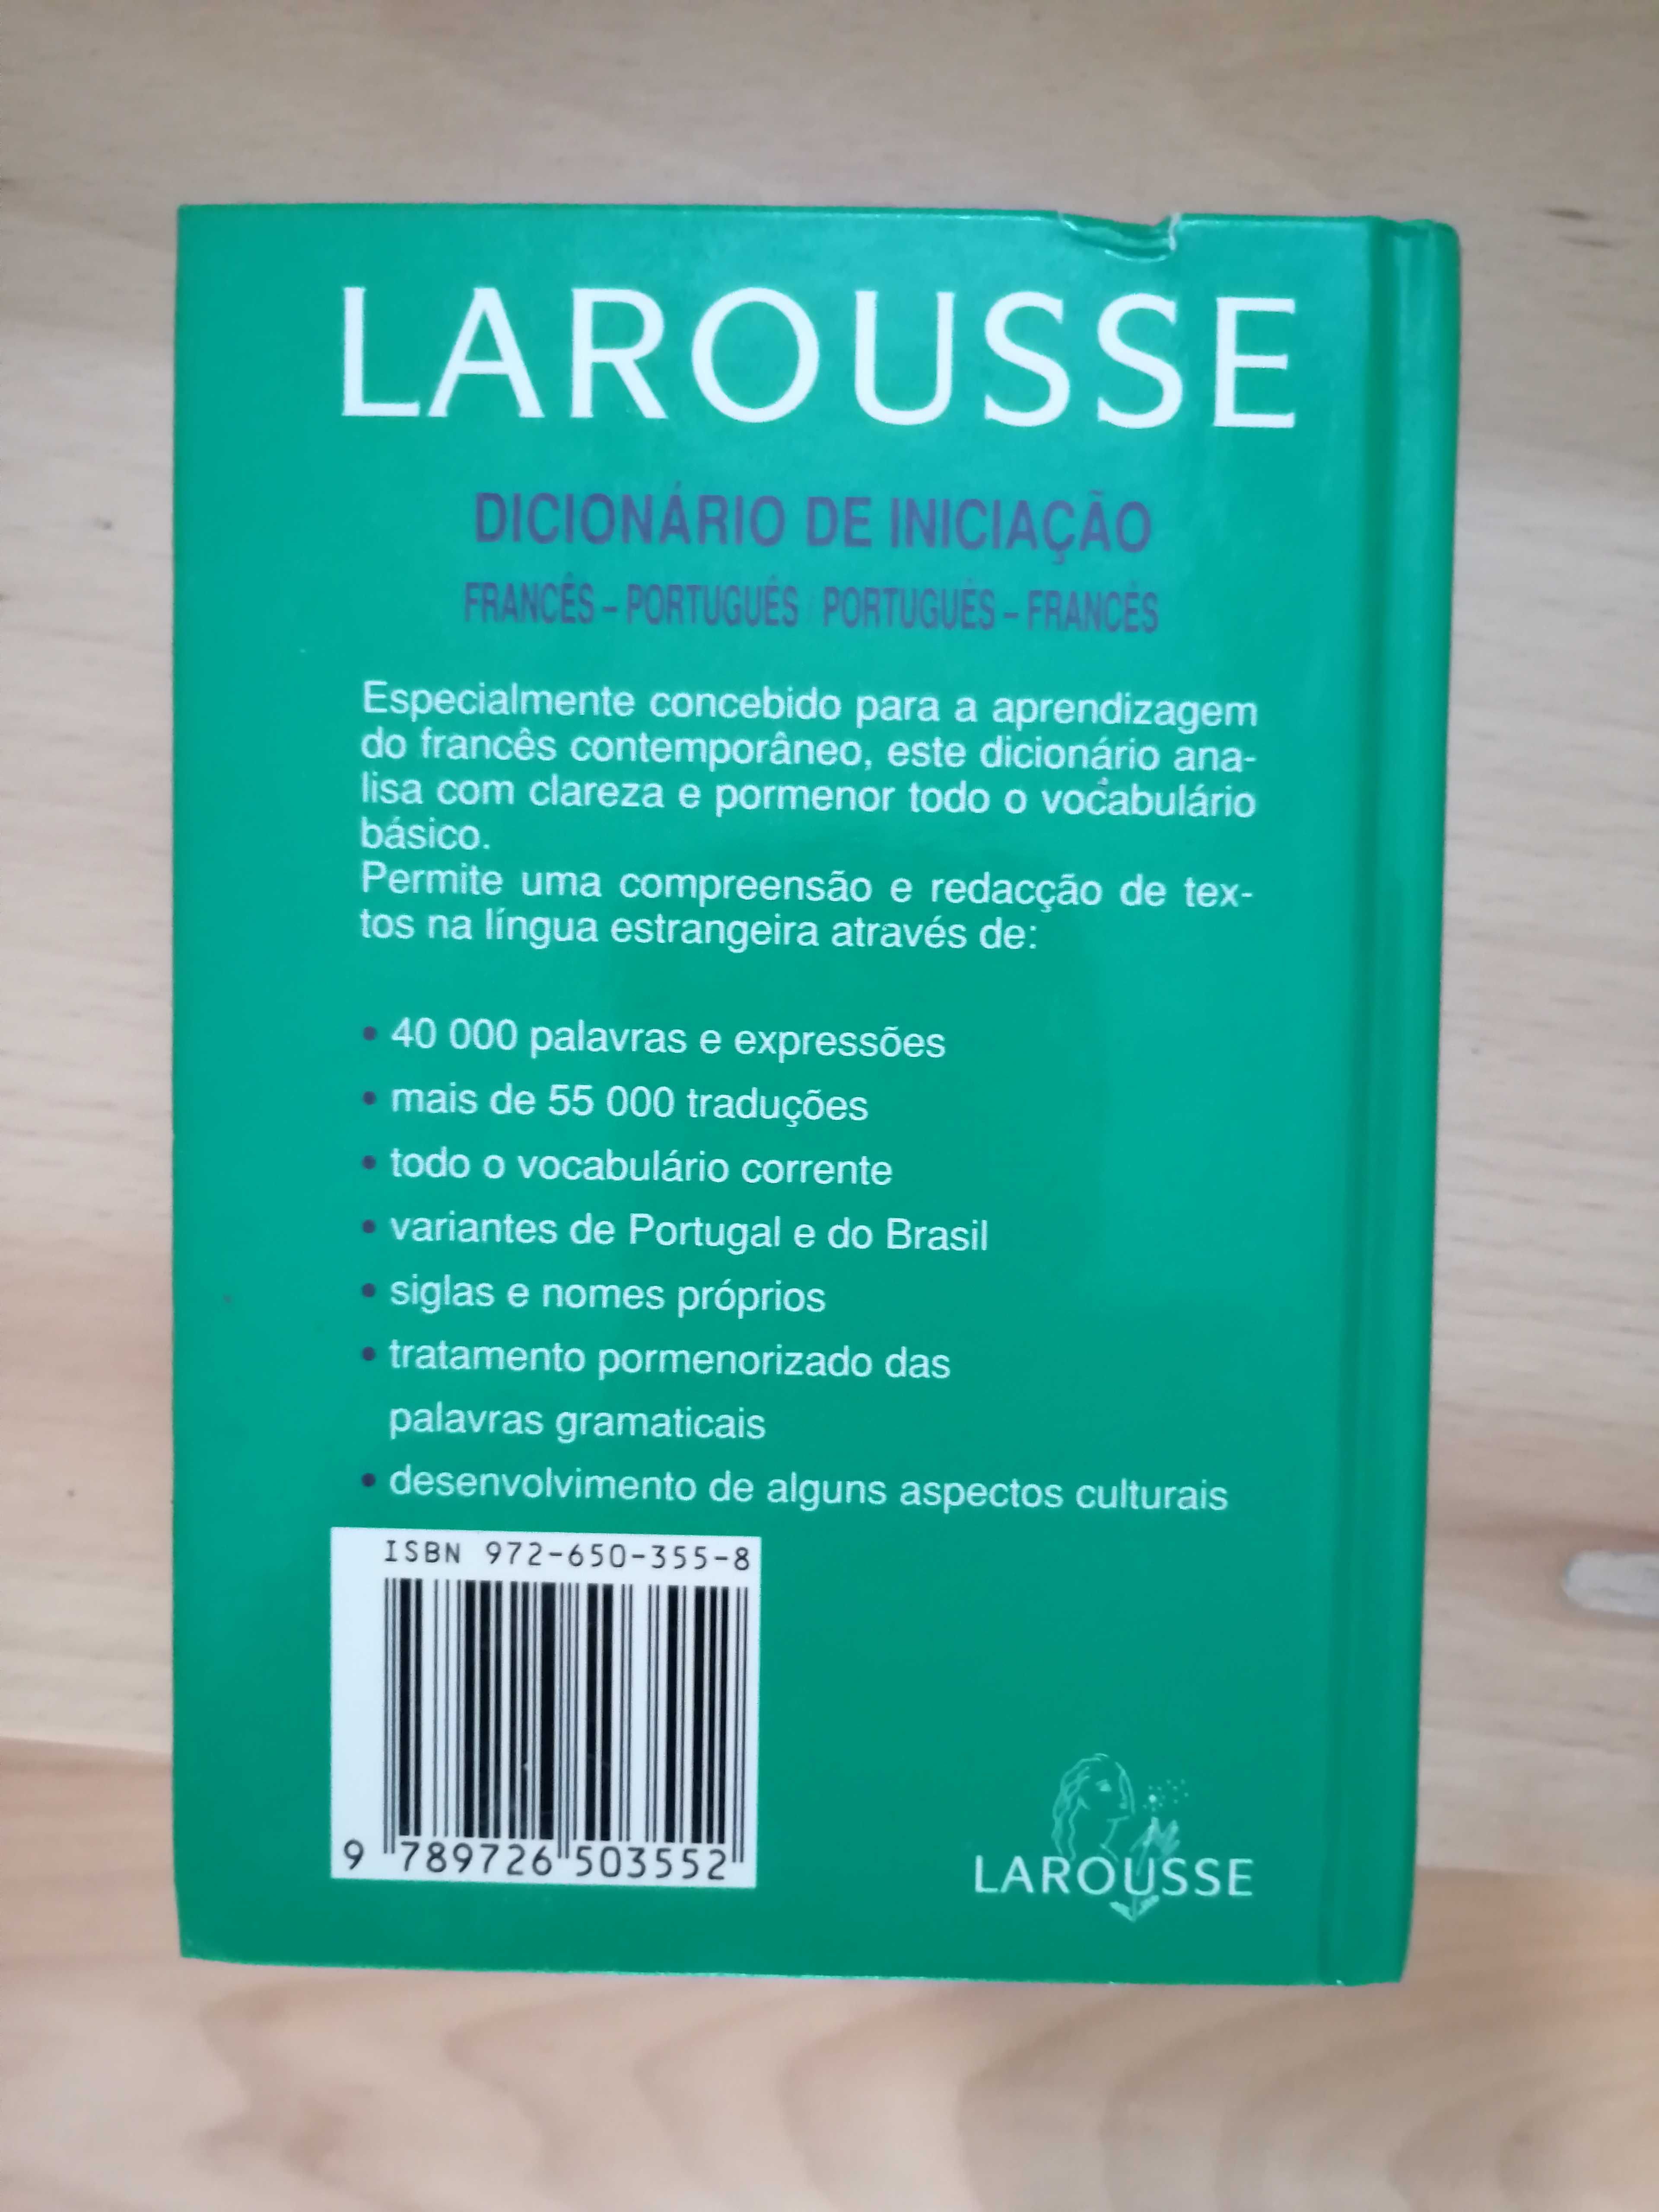 LAROUSSE
DICIONÁRIO DE INICIAÇÃO
FRANCÊS – PORTUGUÊS / PORTUGUÊS – FRANCÊS
Especialmente concebido para a aprendizagem
do francês contemporâneo, este dicionário ana-
lisa com clareza e pormenor todo o vocabulário
básico.
Permite uma compreensão e redacção de tex-
tos na língua estrangeira através de:
• 40 000 palavras e expressões
• mais de 55 000 traduções
• todo o vocabulário corrente
• variantes de Portugal e do Brasil
• siglas e nomes próprios
• tratamento pormenorizado das
palavras gramaticais
• desenvolvimento de alguns aspectos culturais
ISBN 972-650-355-8
9 789726 503552
LAROUSSE